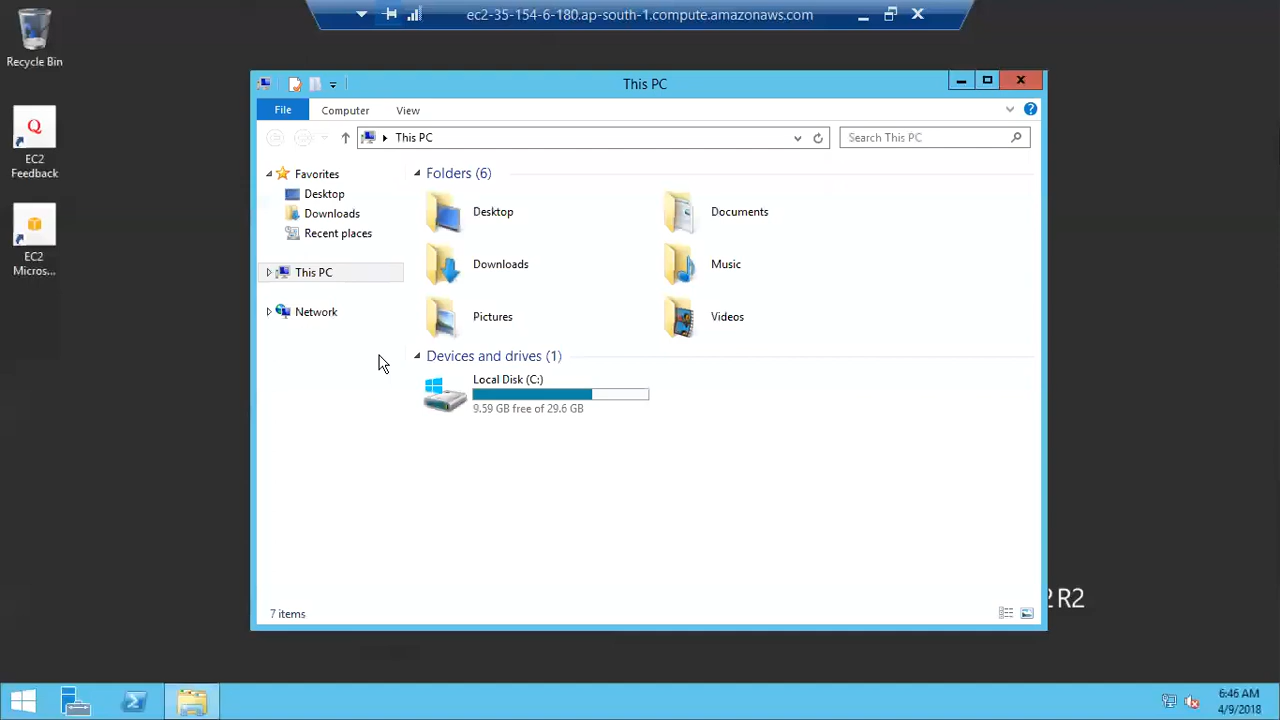 ec2-35-154-6-180.ap-south-1.compute.amazonaws.com
Recycle Bin
EC2
Feedback
EC2
Micros...
This PC
File
Computer
View
This PC
Search This PC
Favorites
Desktop
Downloads
Recent places
This PC
Network
Folders (6)
Desktop
Documents
Downloads
Music
Pictures
Videos
Devices and drives (1)
Local Disk (C:)
9.59 GB free of 29.6 GB
7 items
2 R2
6:46 AM
4/9/2018